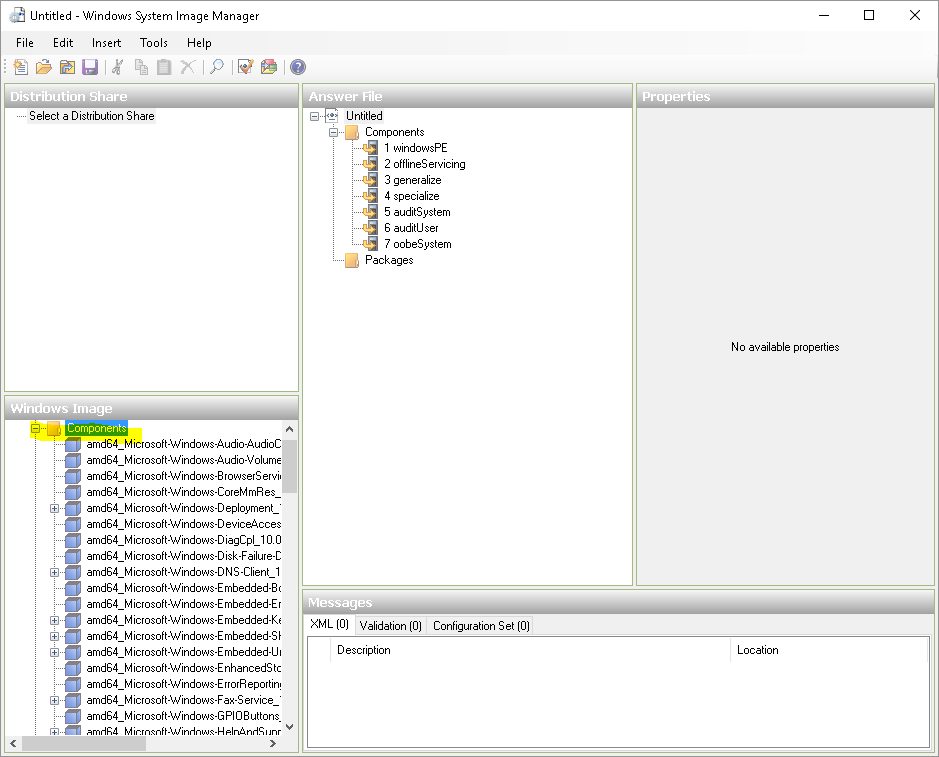 Untitled - Windows System Image Manager
File Edit Insert Tools Help
Distribution Share
Select a Distribution Share
Answer File
Untitled
Components
1 windowsPE
2 offlineServicing
3 generalize
4 specialize
5 auditSystem
6 auditUser
7 oobeSystem
Packages
Properties
No available properties
Windows Image
Components
amd64_Microsoft-Windows-Audio-AudioC
amd64_Microsoft-Windows-Audio-Volume
amd64_Microsoft-Windows-BrowserServi
amd64_Microsoft-Windows-CoreMmRes_
amd64_Microsoft-Windows-Deployment_
amd64_Microsoft-Windows-DeviceAcces
amd64_Microsoft-Windows-DiagCpl_10.0
amd64_Microsoft-Windows-Disk-Failure-D
amd64_Microsoft-Windows-DNS-Client_1
amd64_Microsoft-Windows-Embedded-Bo
amd64_Microsoft-Windows-Embedded-Em
amd64_Microsoft-Windows-Embedded-Ke
amd64_Microsoft-Windows-Embedded-SH
amd64_Microsoft-Windows-Embedded-Un
amd64_Microsoft-Windows-EnhancedSto
amd64_Microsoft-Windows-ErrorReporting
amd64_Microsoft-Windows-Fax-Service_
amd64_Microsoft-Windows-GPIOButtons_
amd64_Microsoft-Windows-HelpAndSupp
Messages
XML (0) Validation (0) Configuration Set (0)
Description Location